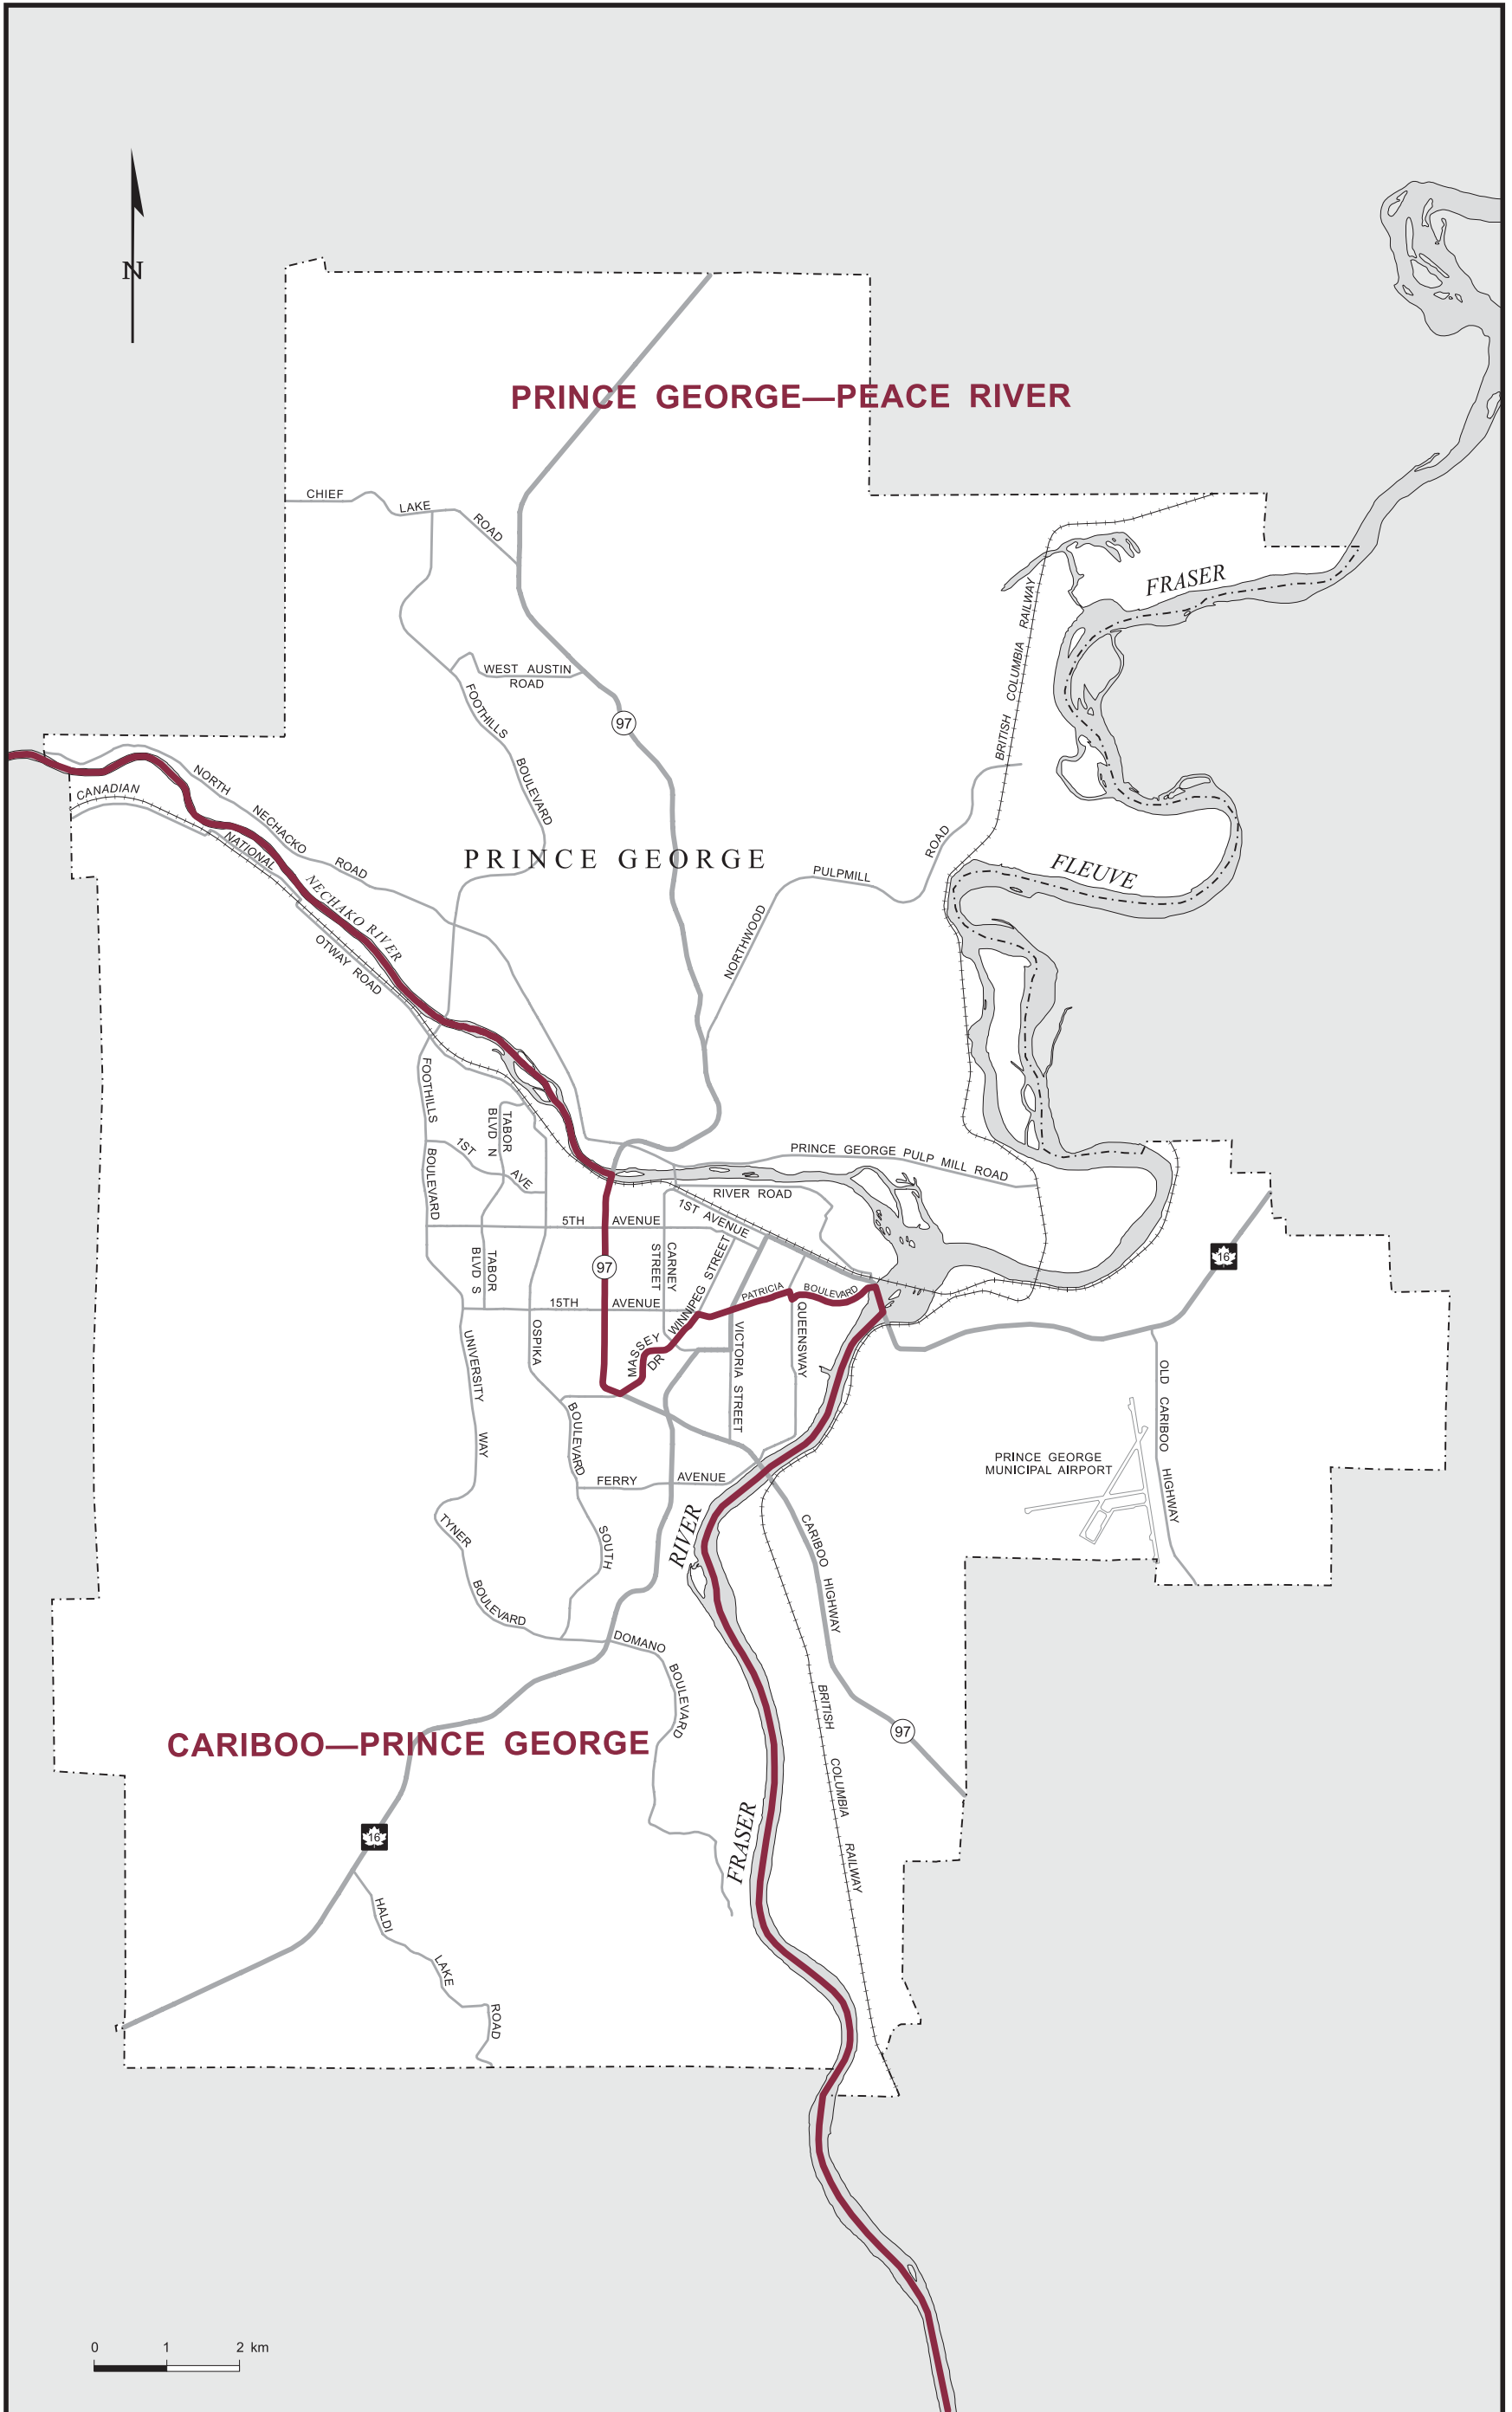 N
PRINCE GEORGE—PEACE RIVER
CHIEF
LAKE
ROAD
FRASER
BRITISH COLUMBIA RAILWAY
WEST AUSTIN
ROAD
FOOTHILLS
BOULEVARD
97
NORTH
NECHACKO
ROAD
CANADIAN
NATIONAL
NECHAKO RIVER
OTWAY ROAD
PRINCE GEORGE
FLEUVE
PULPMILL
ROAD
NORTHWOOD
FOOTHILLS
BOULEVARD
TABOR
BLVD N
1ST
AVE
PRINCE GEORGE PULP MILL ROAD
RIVER ROAD
1ST AVENUE
5TH AVENUE
TABOR
BLVD S
97
CARNEY
STREET
WINNIPEG STREET
16
PATRICIA
BOULEVARD
15TH AVENUE
OSPIKA
BOULEVARD
SOUTH
MASSEY
DR
VICTORIA STREET
QUEENSWAY
UNIVERSITY
WAY
OLD CARIBOO
HIGHWAY
PRINCE GEORGE
MUNICIPAL AIRPORT
FERRY AVENUE
TYNER
BOULEVARD
RIVER
CARIBOO
HIGHWAY
DOMANO
BOULEVARD
BRITISH
COLUMBIA
RAILWAY
97
CARIBOO—PRINCE GEORGE
16
FRASER
HALDI
LAKE
ROAD
0 1 2 km